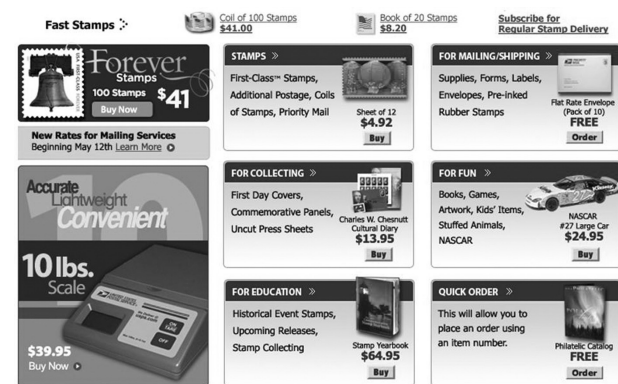 Fast Stamps
Coil of 100 Stamps
$41.00
Book of 20 Stamps
$8.20
Subscribe for
Regular Stamp Delivery
Forever
Stamps
100 Stamps $41
Buy Now
New Rates for Mailing Services
Beginning May 12th Learn More
Accurate
Lightweight
Convenient
10 lbs.
Scale
ON
TARE
OFF
$39.95
Buy Now
STAMPS
First-Class™ Stamps,
Additional Postage, Coils
of Stamps, Priority Mail
Sheet of 12
$4.92
Buy
FOR MAILING/SHIPPING
Supplies, Forms, Labels,
Envelopes, Pre-inked
Rubber Stamps
Flat Rate Envelope
(Pack of 10)
FREE
Order
FOR COLLECTING
First Day Covers,
Commemorative Panels,
Uncut Press Sheets
Charles W. Chesnutt
Cultural Diary
$13.95
Buy
FOR FUN
Books, Games,
Artwork, Kids' Items,
Stuffed Animals,
NASCAR
27
NASCAR
#27 Large Car
$24.95
Buy
FOR EDUCATION
Historical Event Stamps,
Upcoming Releases,
Stamp Collecting
Stamp Yearbook
$64.95
Buy
QUICK ORDER
This will allow you to
place an order using
an item number.
Philatelic Catalog
FREE
Order